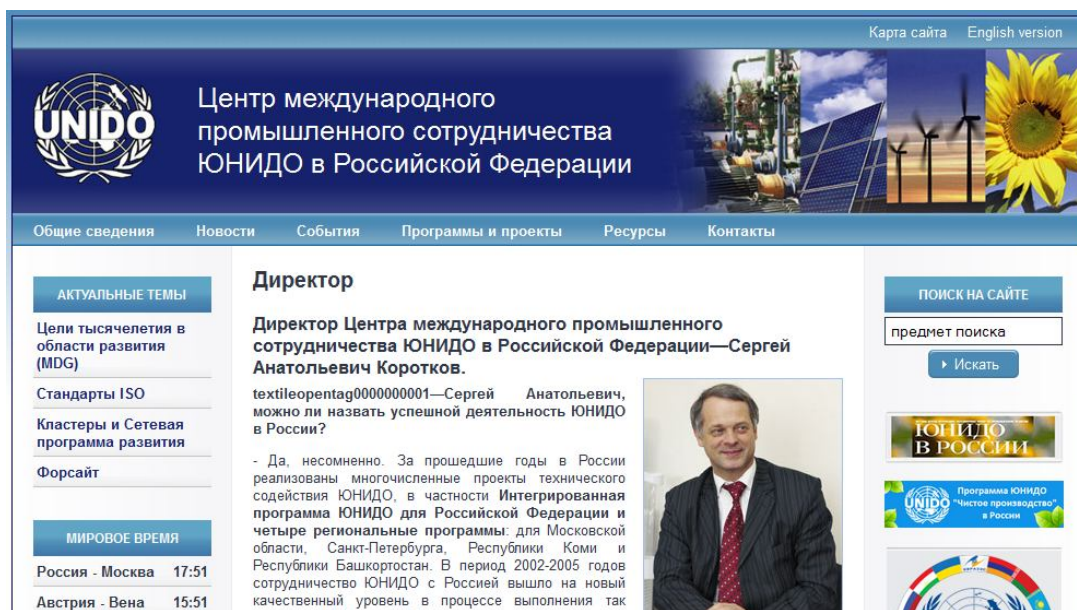 Карта сайта English version
UNIDO
Центр международного
промышленного сотрудничества
ЮНИДО в Российской Федерации
Общие сведения Новости События Программы и проекты Ресурсы Контакты
АКТУАЛЬНЫЕ ТЕМЫ
Цели тысячелетия в
области развития
(MDG)
Стандарты ISO
Кластеры и Сетевая
программа развития
Форсайт
МИРОВОЕ ВРЕМЯ
Россия - Москва 17:51
Австрия - Вена 15:51
Директор
Директор Центра международного промышленного
сотрудничества ЮНИДО в Российской Федерации—Сергей
Анатольевич Коротков.
textileopentag0000000001—Сергей Анатольевич,
можно ли назвать успешной деятельность ЮНИДО
в России?
- Да, несомненно. За прошедшие годы в России
реализованы многочисленные проекты технического
содействия ЮНИДО, в частности Интегрированная
программа ЮНИДО для Российской Федерации и
четыре региональные программы: для Московской
области, Санкт-Петербурга, Республики Коми и
Республики Башкортостан. В период 2002-2005 годов
сотрудничество ЮНИДО с Россией вышло на новый
качественный уровень в процессе выполнения так
ПОИСК НА САЙТЕ
предмет поиска
Искать
ЮНИДО
В РОССИИ
UNIDO
Программа ЮНИДО
"Чистое производство"
в России